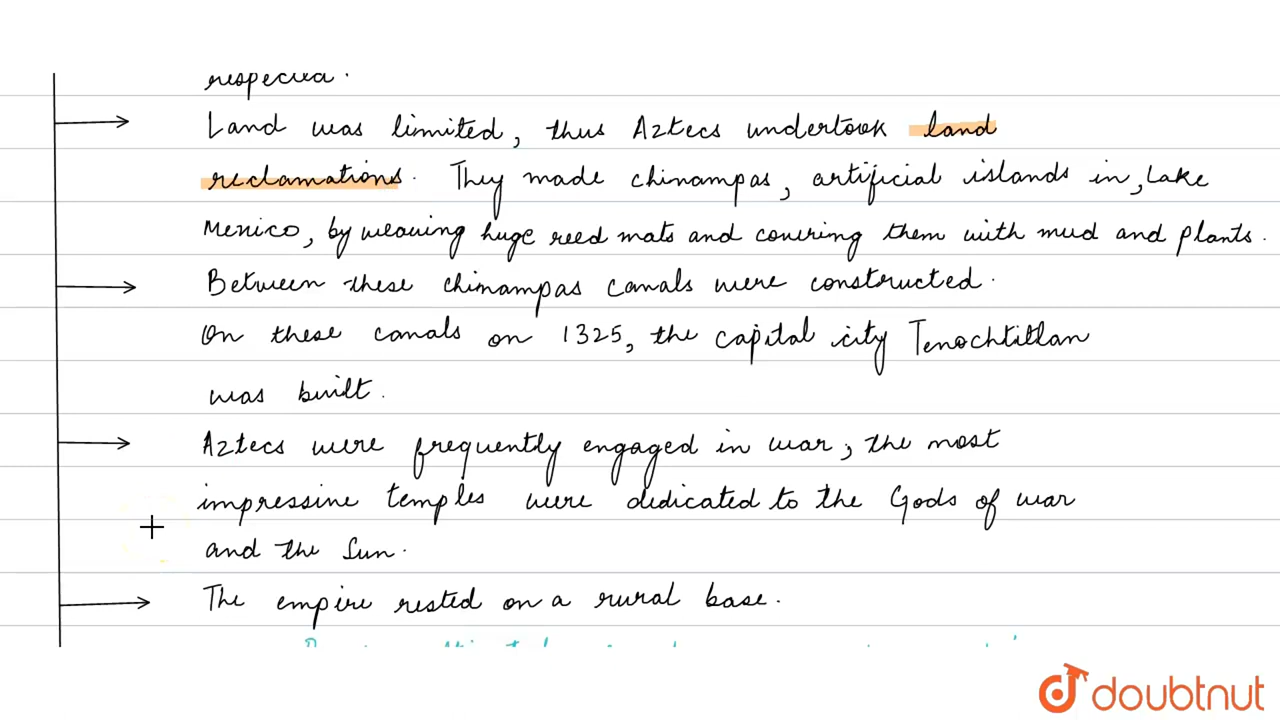 respected.
Land was limited, thus Aztecs undertook land
reclamations. They made chinampas, artificial islands in, Lake
Mexico, by weaving huge reed mats and covering them with mud and plants.
Between these chinampas canals were constructed.
On these canals on 1325, the capital city Tenochtitlan
was built.
Aztecs were frequently engaged in war, the most
impressive temples were dedicated to the Gods of war
and the Sun.
The empire rested on a rural base.
doubtnut